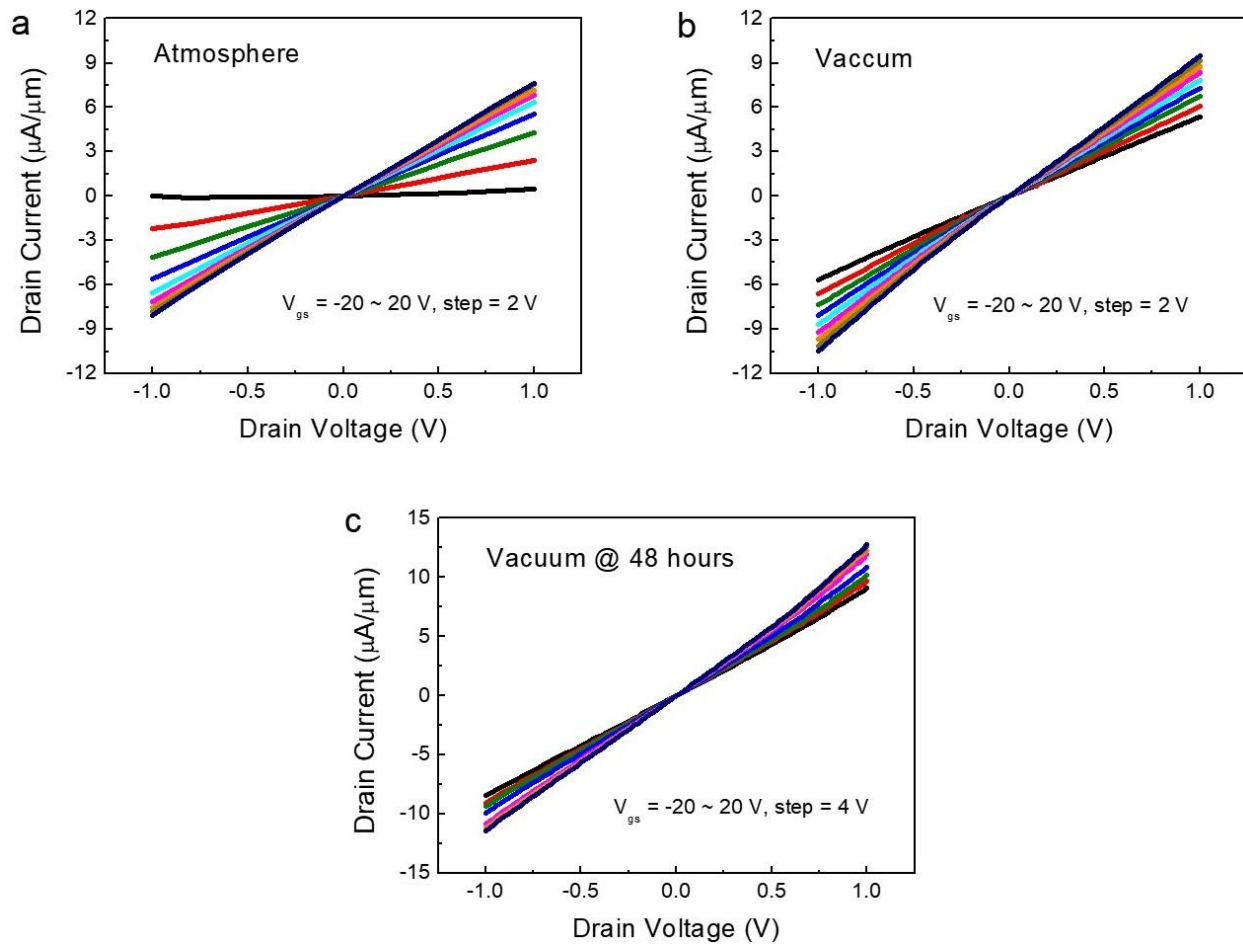 a
Atmosphere
Drain Current (μA/μm)
12
9
6
3
0
-3
-6
-9
-12
V_gs = -20 ~ 20 V, step = 2 V
-1.0 -0.5 0.0 0.5 1.0
Drain Voltage (V)
b
Vaccum
Drain Current (μA/μm)
12
9
6
3
0
-3
-6
-9
-12
V_gs = -20 ~ 20 V, step = 2 V
-1.0 -0.5 0.0 0.5 1.0
Drain Voltage (V)
c
Vacuum @ 48 hours
Drain Current (μA/μm)
15
10
5
0
-5
-10
-15
V_gs = -20 ~ 20 V, step = 4 V
-1.0 -0.5 0.0 0.5 1.0
Drain Voltage (V)